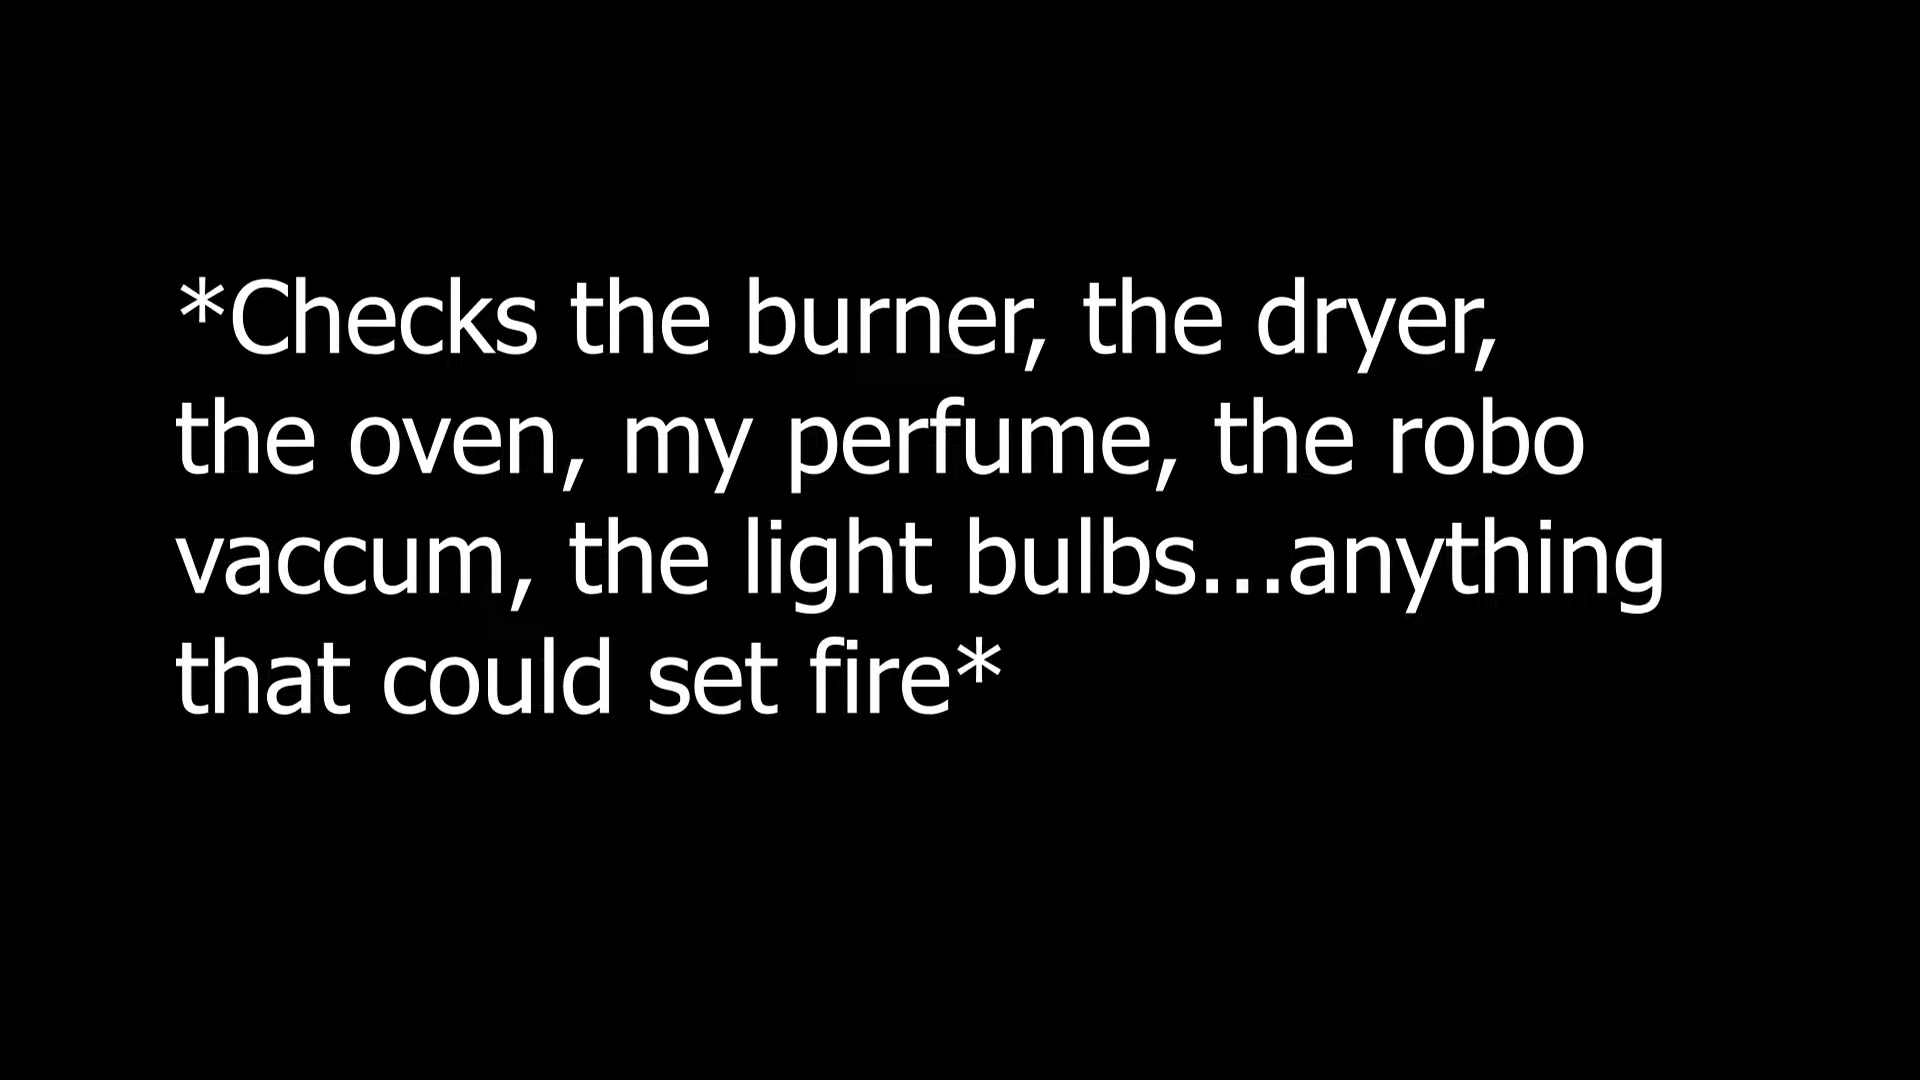 *Checks the burner, the dryer,
the oven, my perfume, the robo
vaccum, the light bulbs...anything
that could set fire*